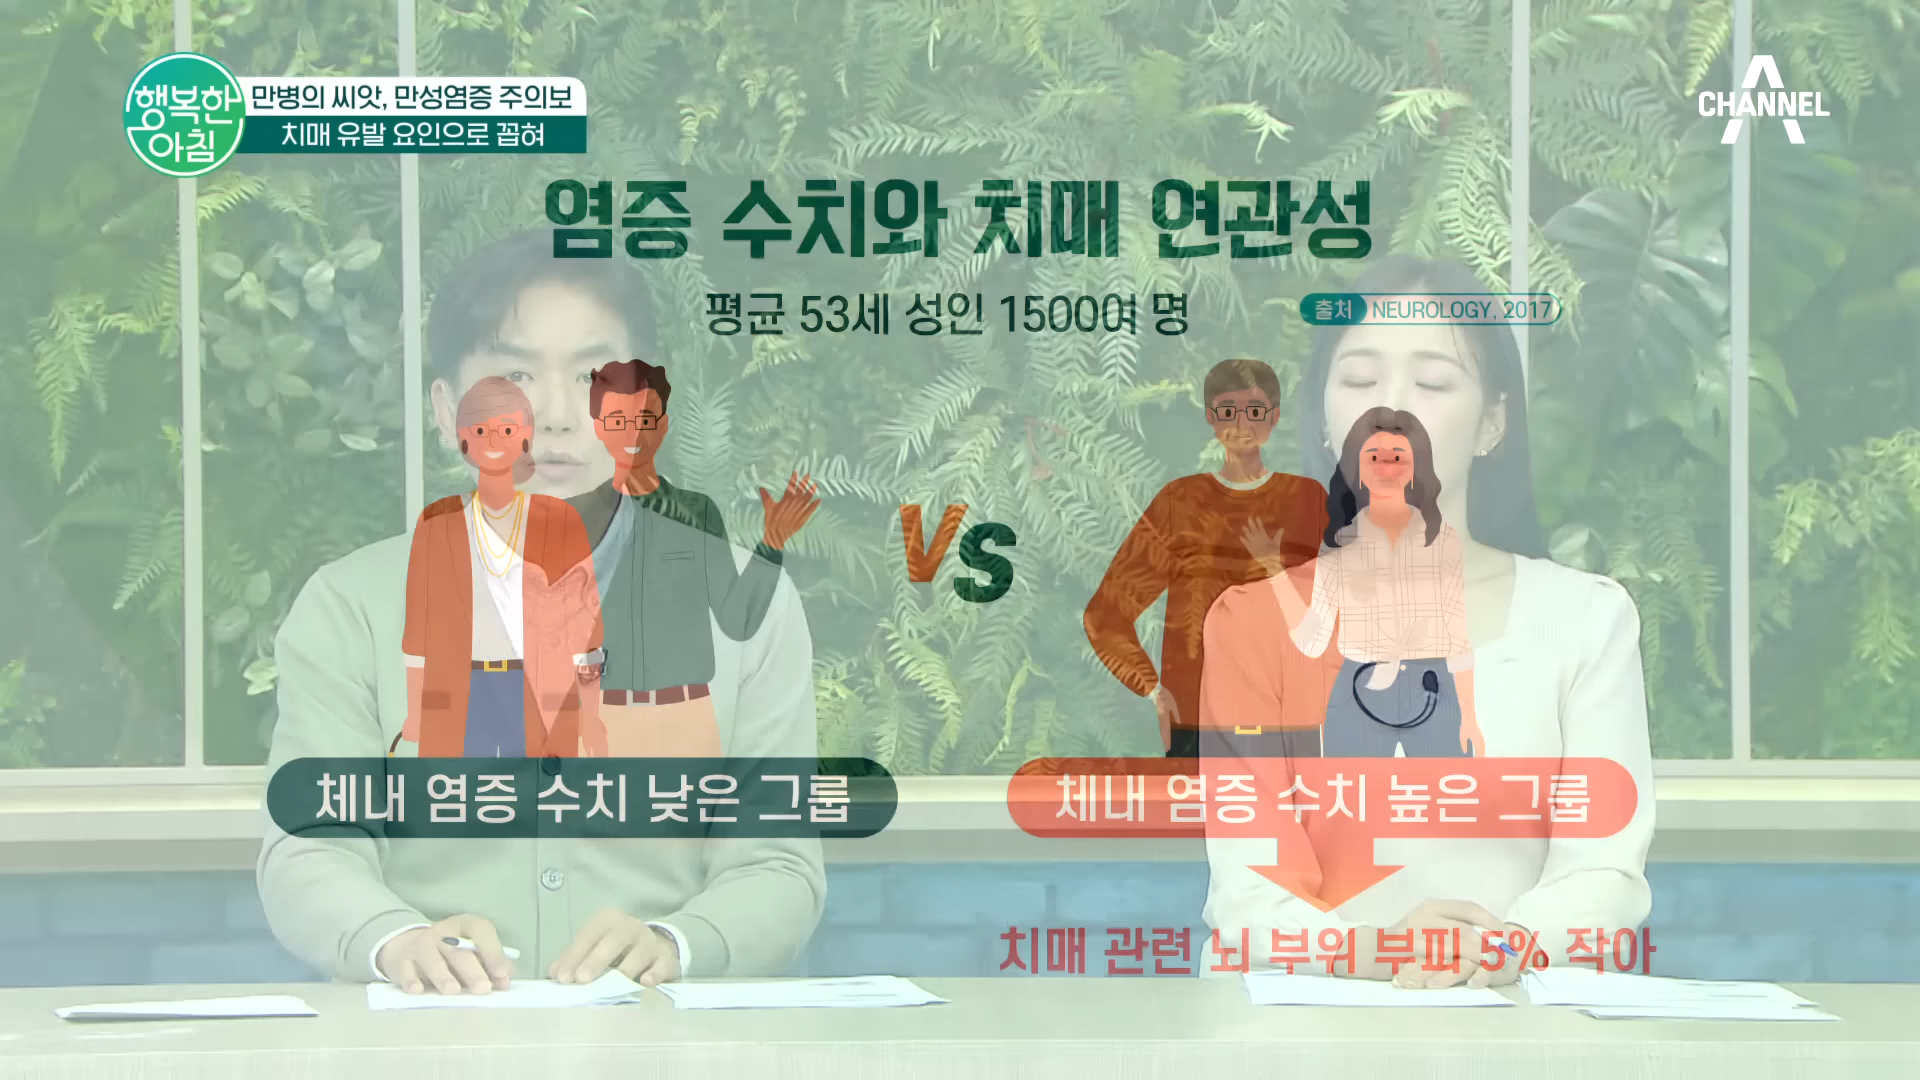 행복한
아침
만병의 씨앗, 만성염증 주의보
치매 유발 요인으로 꼽혀
CHANNEL A
염증 수치와 치매 연관성
평균 53세 성인 1500여 명
출처 NEUROLOGY, 2017
VS
체내 염증 수치 낮은 그룹
체내 염증 수치 높은 그룹
치매 관련 뇌 부위 부피 5% 작아